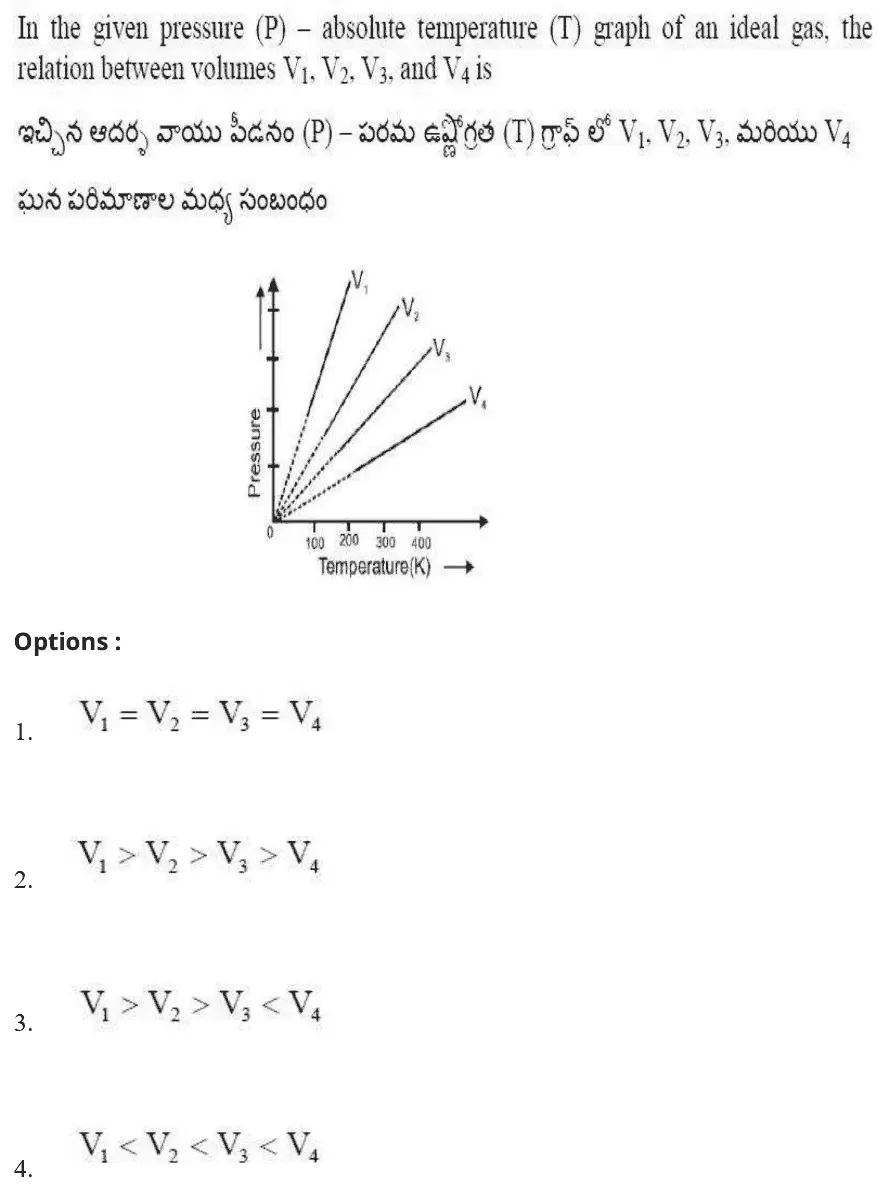 In the given pressure (P) – absolute temperature (T) graph of an ideal gas, the
relation between volumes V₁, V₂, V₃, and V₄ is
ఇచ్చిన ఆదర్శ వాయు పీడనం (P) – పరమ ఉష్ణోగ్రత (T) గ్రాఫ్ లో V₁, V₂, V₃, మరియు V₄
ఘన పరిమాణాల మధ్య సంబంధం
V₁
V₂
V₃
V₄
Pressure
0
100 200 300 400
Temperature(K)
Options :
1. V₁ = V₂ = V₃ = V₄
2. V₁ > V₂ > V₃ > V₄
3. V₁ > V₂ > V₃ < V₄
4. V₁ < V₂ < V₃ < V₄